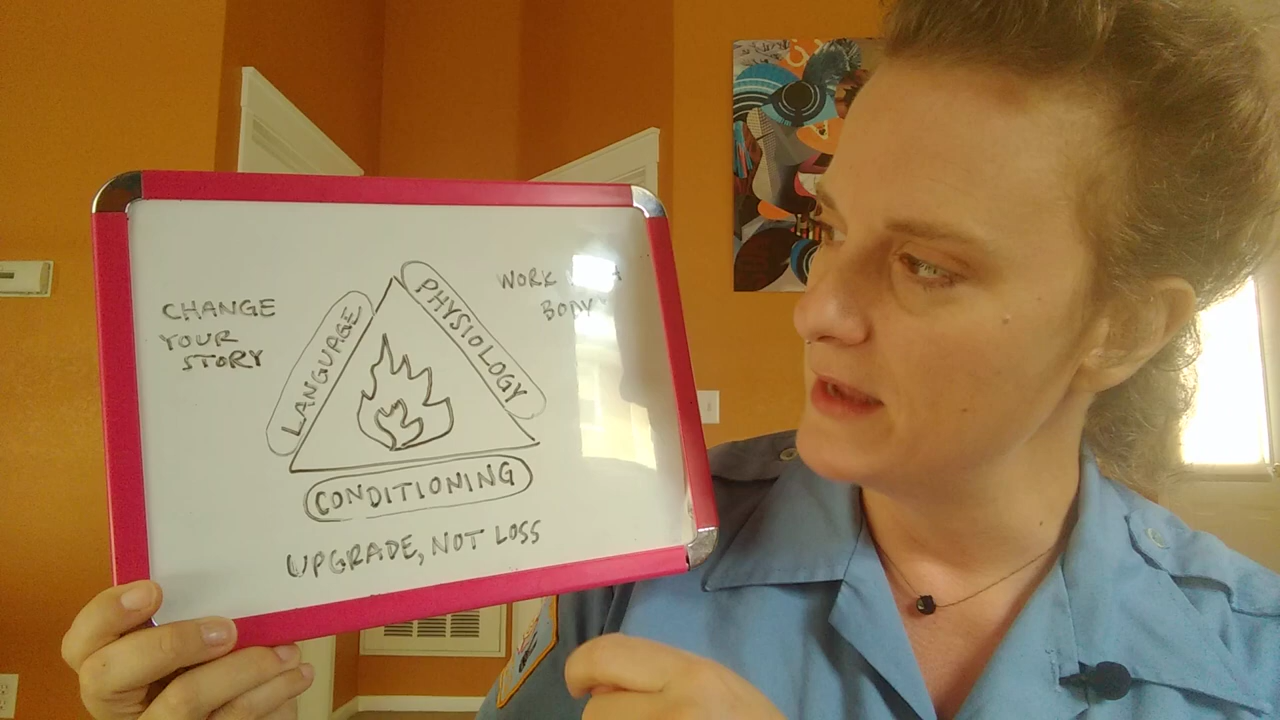 CHANGE
YOUR
STORY
LANGUAGE
PHYSIOLOGY
WORK
BODY
CONDITIONING
UPGRADE, NOT LOSS